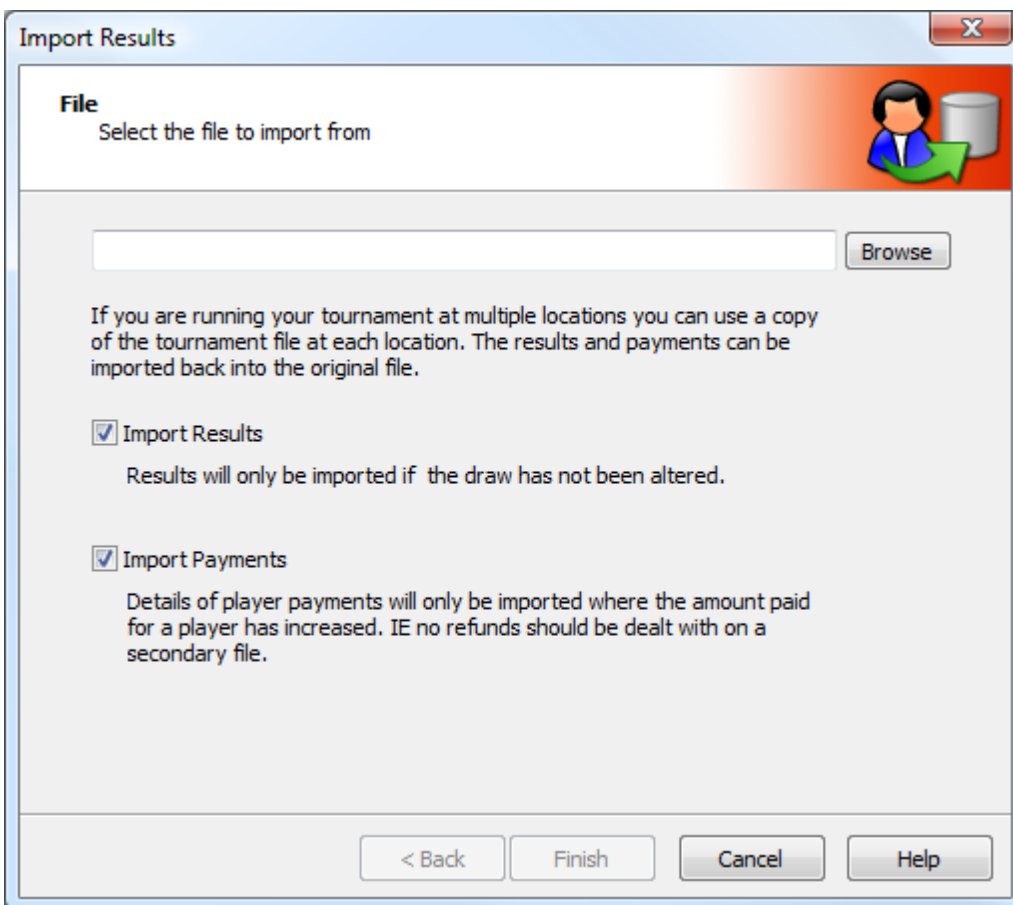 Import Results
File
Select the file to import from
Browse
If you are running your tournament at multiple locations you can use a copy
of the tournament file at each location. The results and payments can be
imported back into the original file.
Import Results
Results will only be imported if  the draw has not been altered.
Import Payments
Details of player payments will only be imported where the amount paid
for a player has increased. IE no refunds should be dealt with on a
secondary file.
< Back
Finish
Cancel
Help